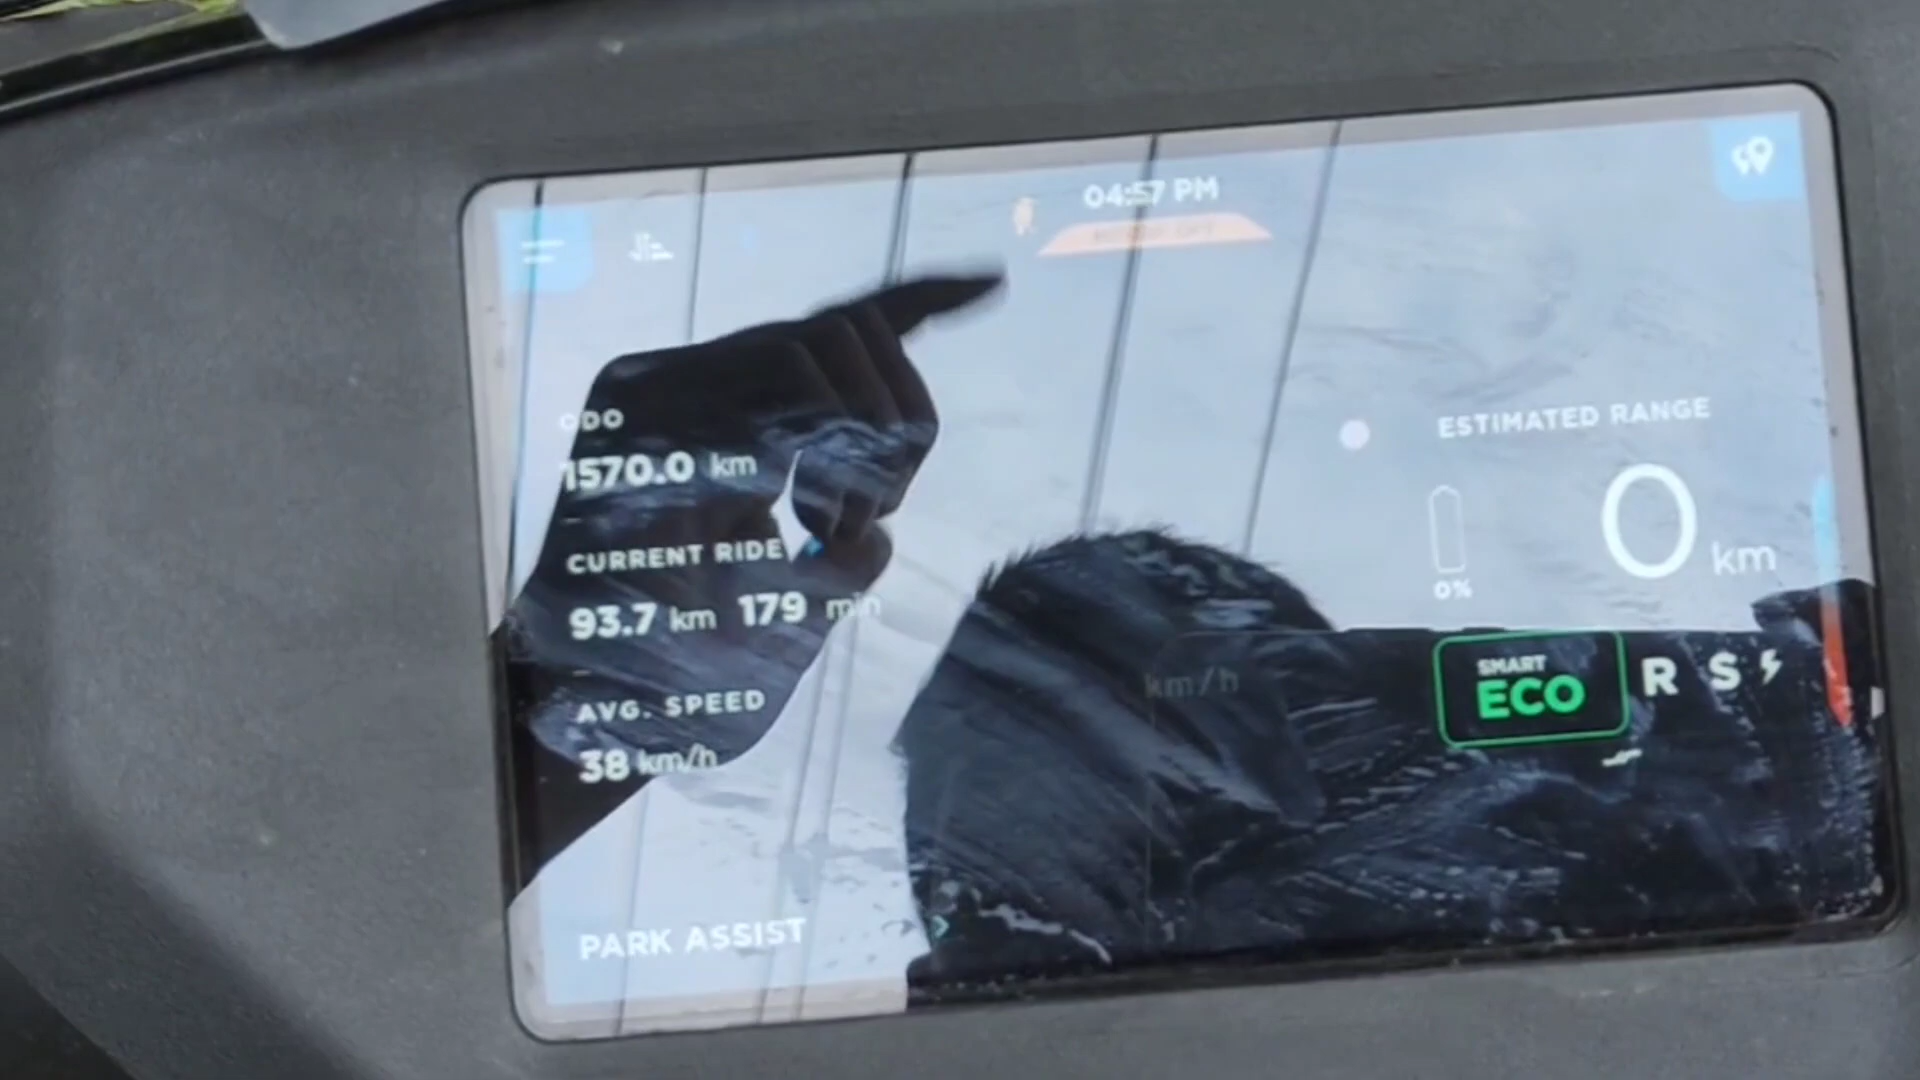 04:57 PM
ODO
1570.0 km
CURRENT RIDE
93.7 km 179 min
AVG. SPEED
38 km/h
PARK ASSIST
km/h
ESTIMATED RANGE
0 km
0%
SMART
ECO R S